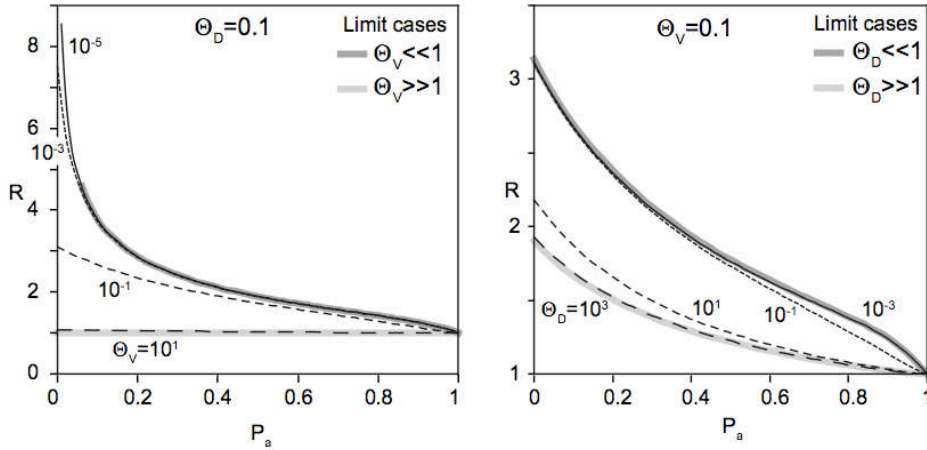 Θ_D=0.1
Limit cases
Θ_V<<1
Θ_V>>1
10^-5
10^-3
10^-1
Θ_V=10^1
8
6
R
4
2
0
0
0.2
0.4
0.6
0.8
1
P_a
Θ_V=0.1
Limit cases
Θ_D<<1
Θ_D>>1
3
R
2
1
Θ_D=10^3
10^1
10^-1
10^-3
0
0.2
0.4
0.6
0.8
1
P_a